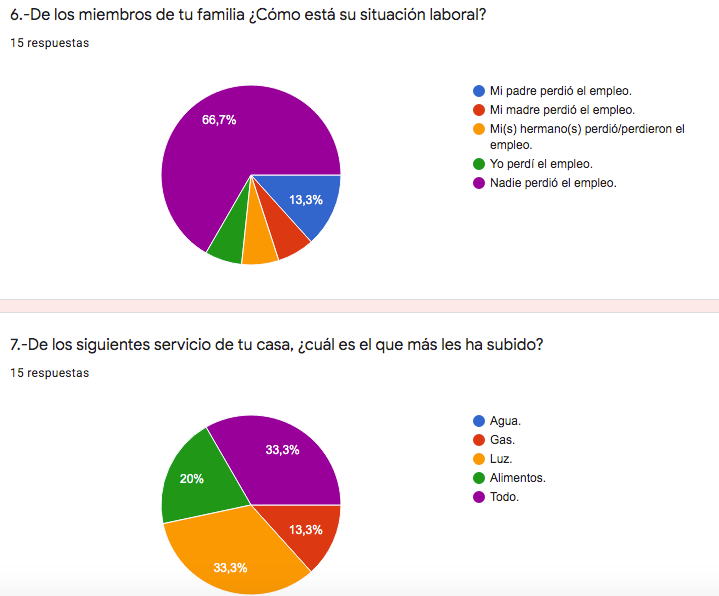 6.-De los miembros de tu familia ¿Cómo está su situación laboral?
15 respuestas
66,7%
13,3%
Mi padre perdió el empleo.
Mi madre perdió el empleo.
Mi(s) hermano(s) perdió/perdieron el
empleo.
Yo perdí el empleo.
Nadie perdió el empleo.
7.-De los siguientes servicio de tu casa, ¿cuál es el que más les ha subido?
15 respuestas
33,3%
20%
13,3%
33,3%
Agua.
Gas.
Luz.
Alimentos.
Todo.